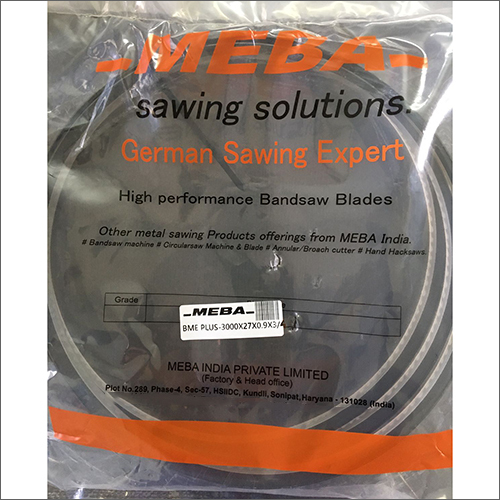 -MEBA-
sawing solutions.
German Sawing Expert
High performance Bandsaw Blades
Other metal sawing Products offerings from MEBA India.
# Bandsaw machine # Circularsaw Machine & Blade # Annular/Broach cutter # Hand Hacksaws.
Grade
-MEBA-
BME PLUS-3000X27X0.9X3/4
MEBA INDIA PRIVATE LIMITED
(Factory & Head office)
Plot No.259, Phase-4, Sec-57, HSIIDC, Kundli, Sonipat, Haryana - 131028 (India)